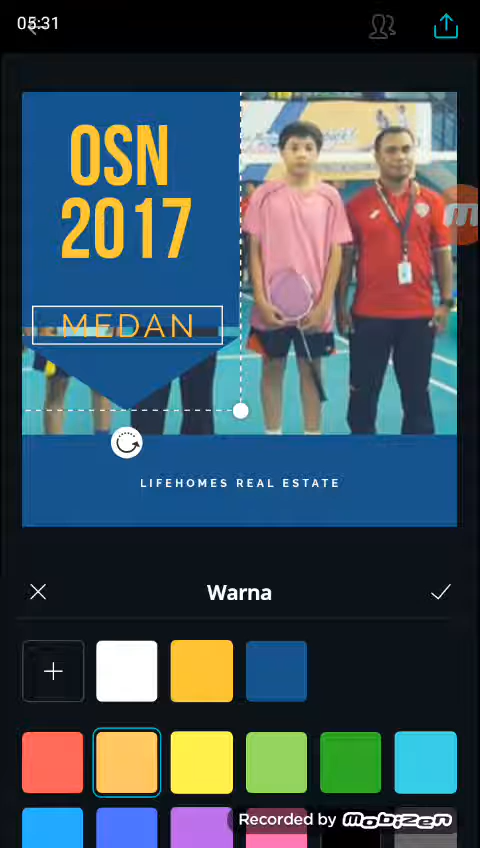 05:31
OSN
2017
MEDAN
LIFEHOMES REAL ESTATE
Warna
Recorded by mobizen